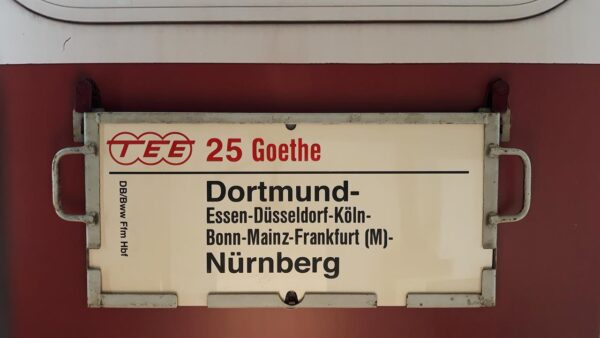 TEE 25 Goethe
Dortmund-
Essen-Düsseldorf-Köln-
Bonn-Mainz-Frankfurt (M)-
Nürnberg
DB/Bww Ffm Hbf